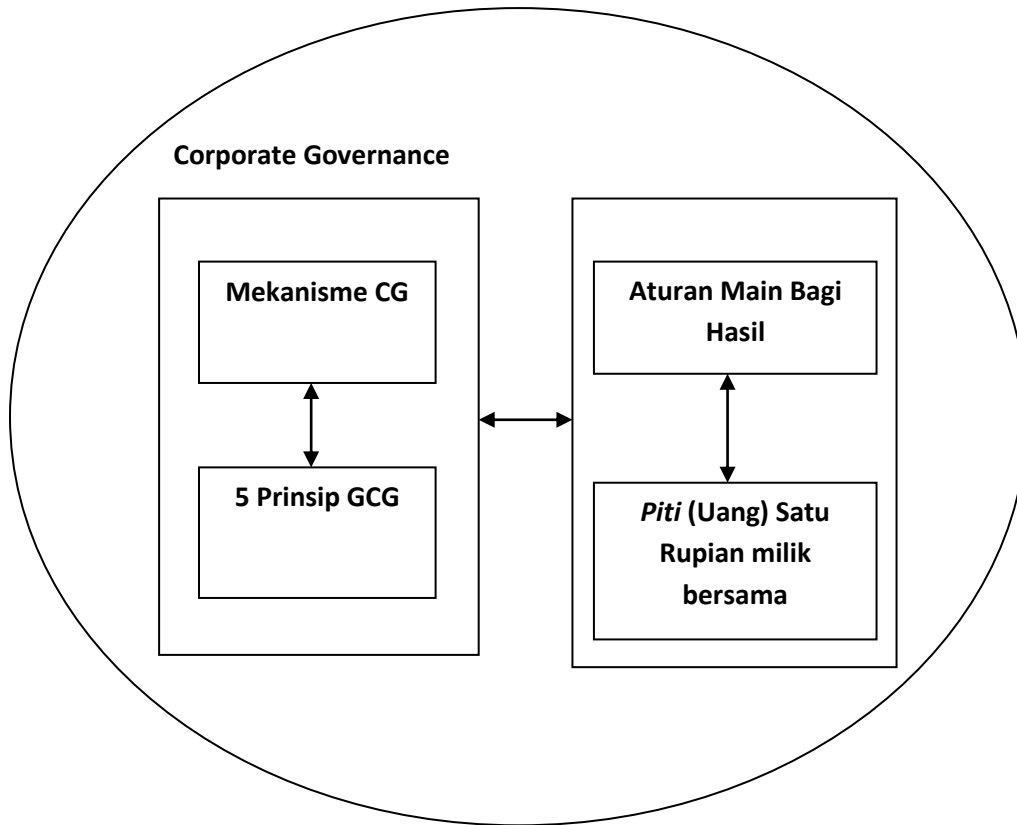 Corporate Governance
Mekanisme CG
5 Prinsip GCG
Aturan Main Bagi
Hasil
Piti (Uang) Satu
Rupian milik
bersama